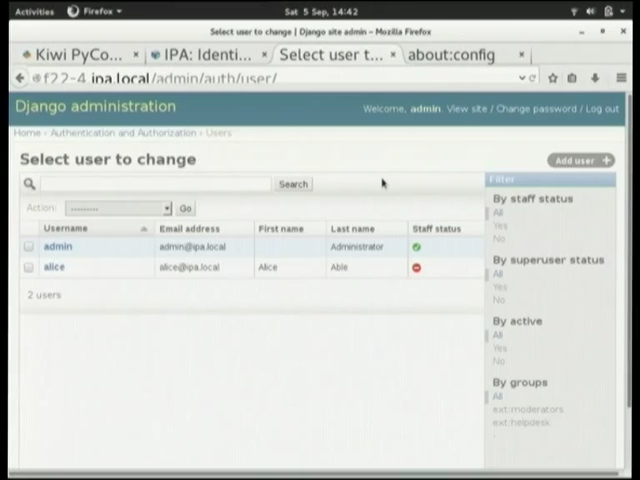 Activities Firefox Sat 5 Sep, 14:42
Select user to change | Django site admin - Mozilla Firefox
Kiwi PyCo... × IPA: Identi... × Select user t... × about:config ×
f22-4.ipa.local/admin/auth/user/
Django administration
Welcome, admin. View site / Change password / Log out
Home › Authentication and Authorization › Users
Select user to change
Add user +
Search
Filter
Action: --------- Go
By staff status
All
Yes
No
Username Email address First name Last name Staff status
admin admin@ipa.local Administrator
alice alice@ipa.local Alice Able
2 users
By superuser status
All
Yes
No
By active
All
Yes
No
By groups
All
ext:moderators
ext:helpdesk
-